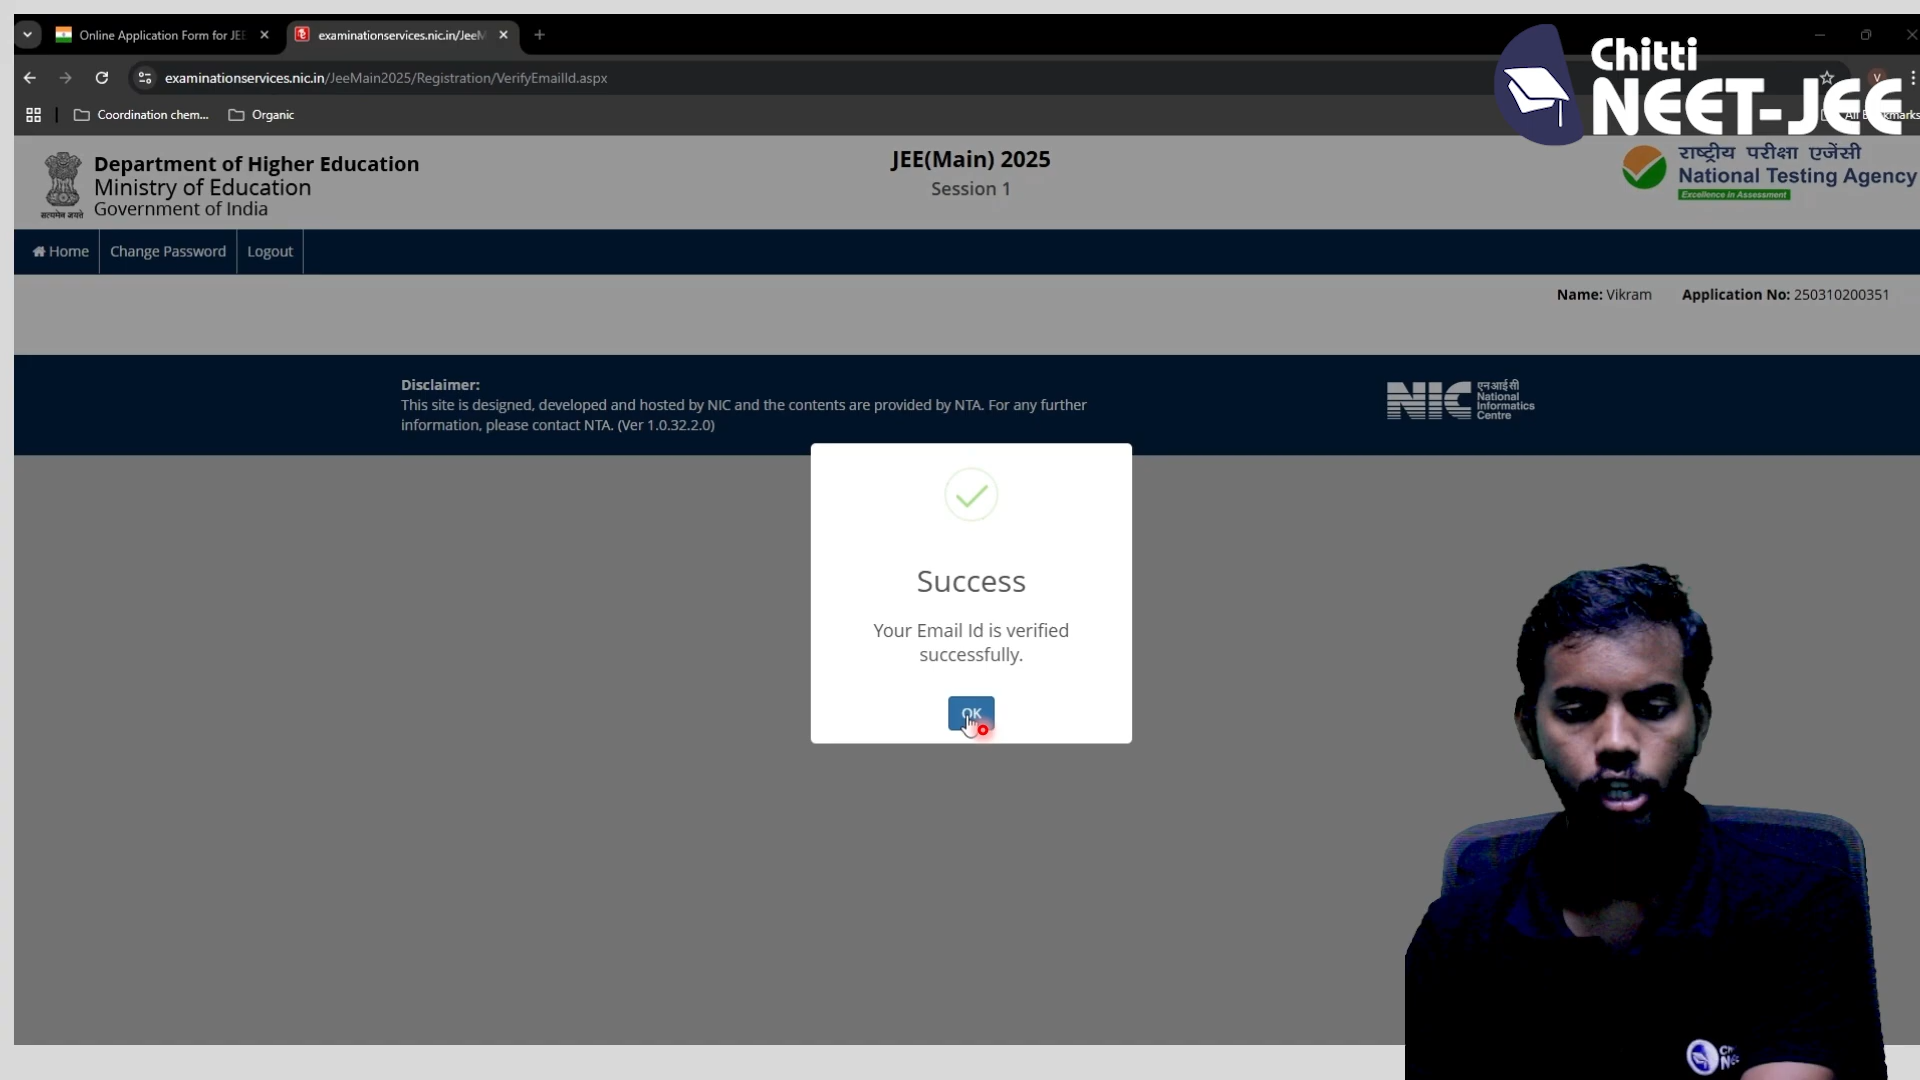 Online Application Form for JEE
examinationservices.nic.in/JeeM
Chitti
NEET-JEE
examinationservices.nic.in/JeeMain2025/Registration/VerifyEmailId.aspx
V
Coordination chem...
Organic
Department of Higher Education
Ministry of Education
Government of India
सत्यमेव जयते
JEE(Main) 2025
Session 1
राष्ट्रीय परीक्षा एजेंसी
National Testing Agency
Excellence in Assessment
Home
Change Password
Logout
Name: Vikram
Application No: 250310200351
Disclaimer:
This site is designed, developed and hosted by NIC and the contents are provided by NTA. For any further
information, please contact NTA. (Ver 1.0.32.2.0)
NIC
एनआईसी
National
Informatics
Centre
Success
Your Email Id is verified
successfully.
OK